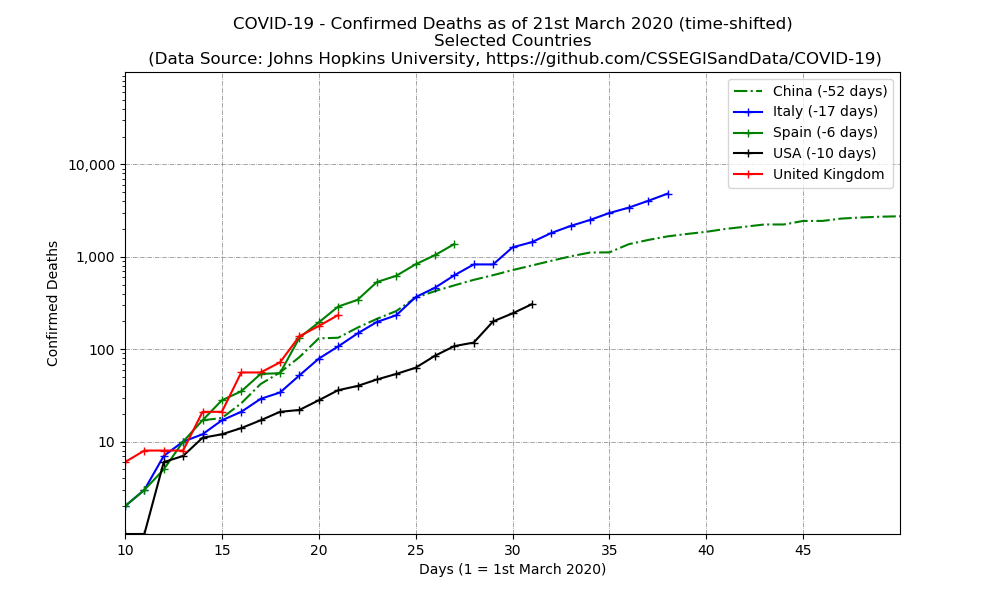 COVID-19 - Confirmed Deaths as of 21st March 2020 (time-shifted)
Selected Countries
(Data Source: Johns Hopkins University, https://github.com/CSSEGISandData/COVID-19)
China (-52 days)
Italy (-17 days)
Spain (-6 days)
USA (-10 days)
United Kingdom
10,000
1,000
100
10
Confirmed Deaths
10 15 20 25 30 35 40 45
Days (1 = 1st March 2020)